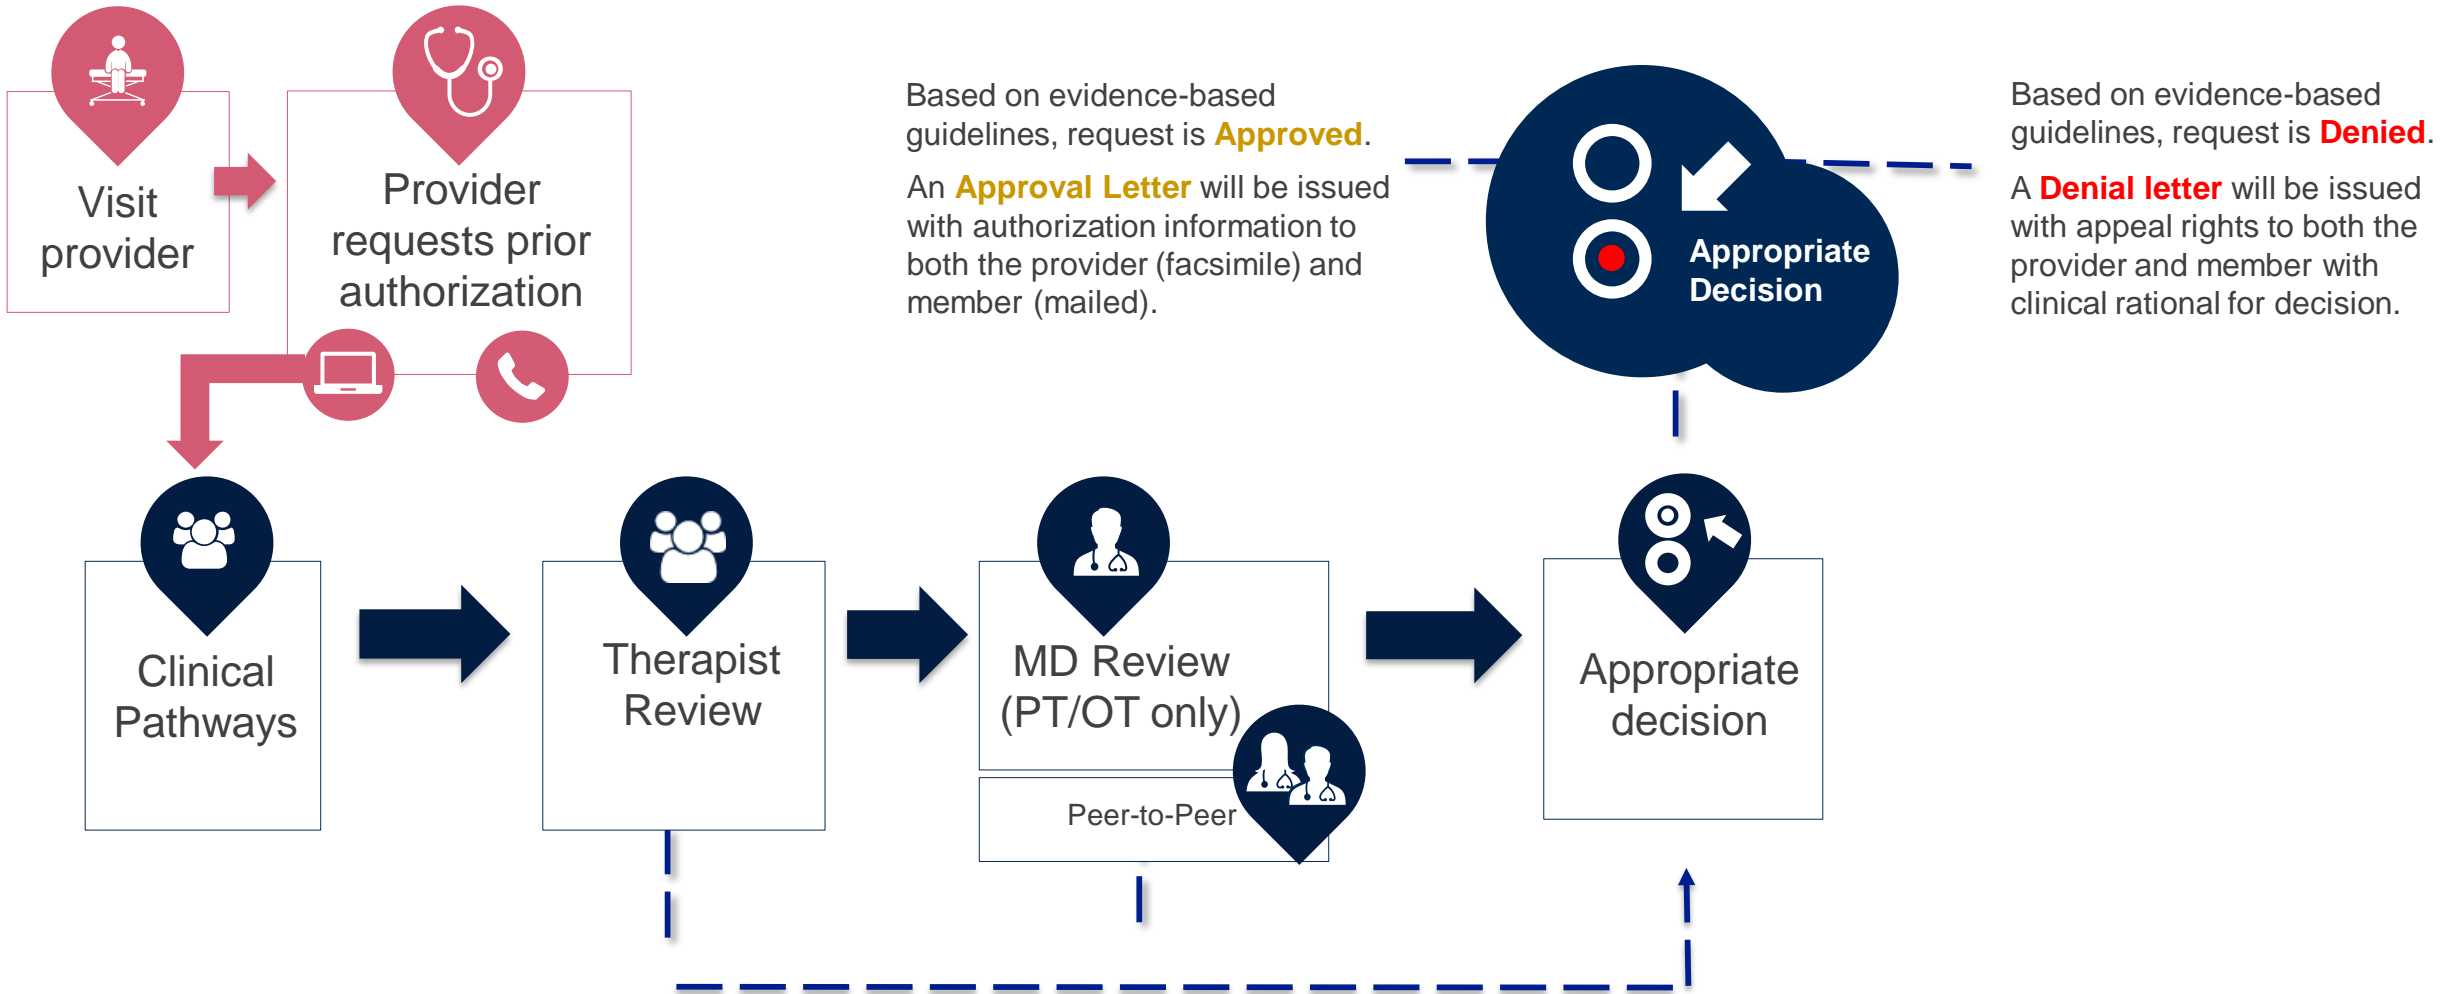 Visit
provider
Provider
requests prior
authorization
Based on evidence-based
guidelines, request is Approved.
An Approval Letter will be issued
with authorization information to
both the provider (facsimile) and
member (mailed).
Appropriate
Decision
Based on evidence-based
guidelines, request is Denied.
A Denial letter will be issued
with appeal rights to both the
provider and member with
clinical rational for decision.
Clinical
Pathways
Therapist
Review
MD Review
(PT/OT only)
Peer-to-Peer
Appropriate
decision